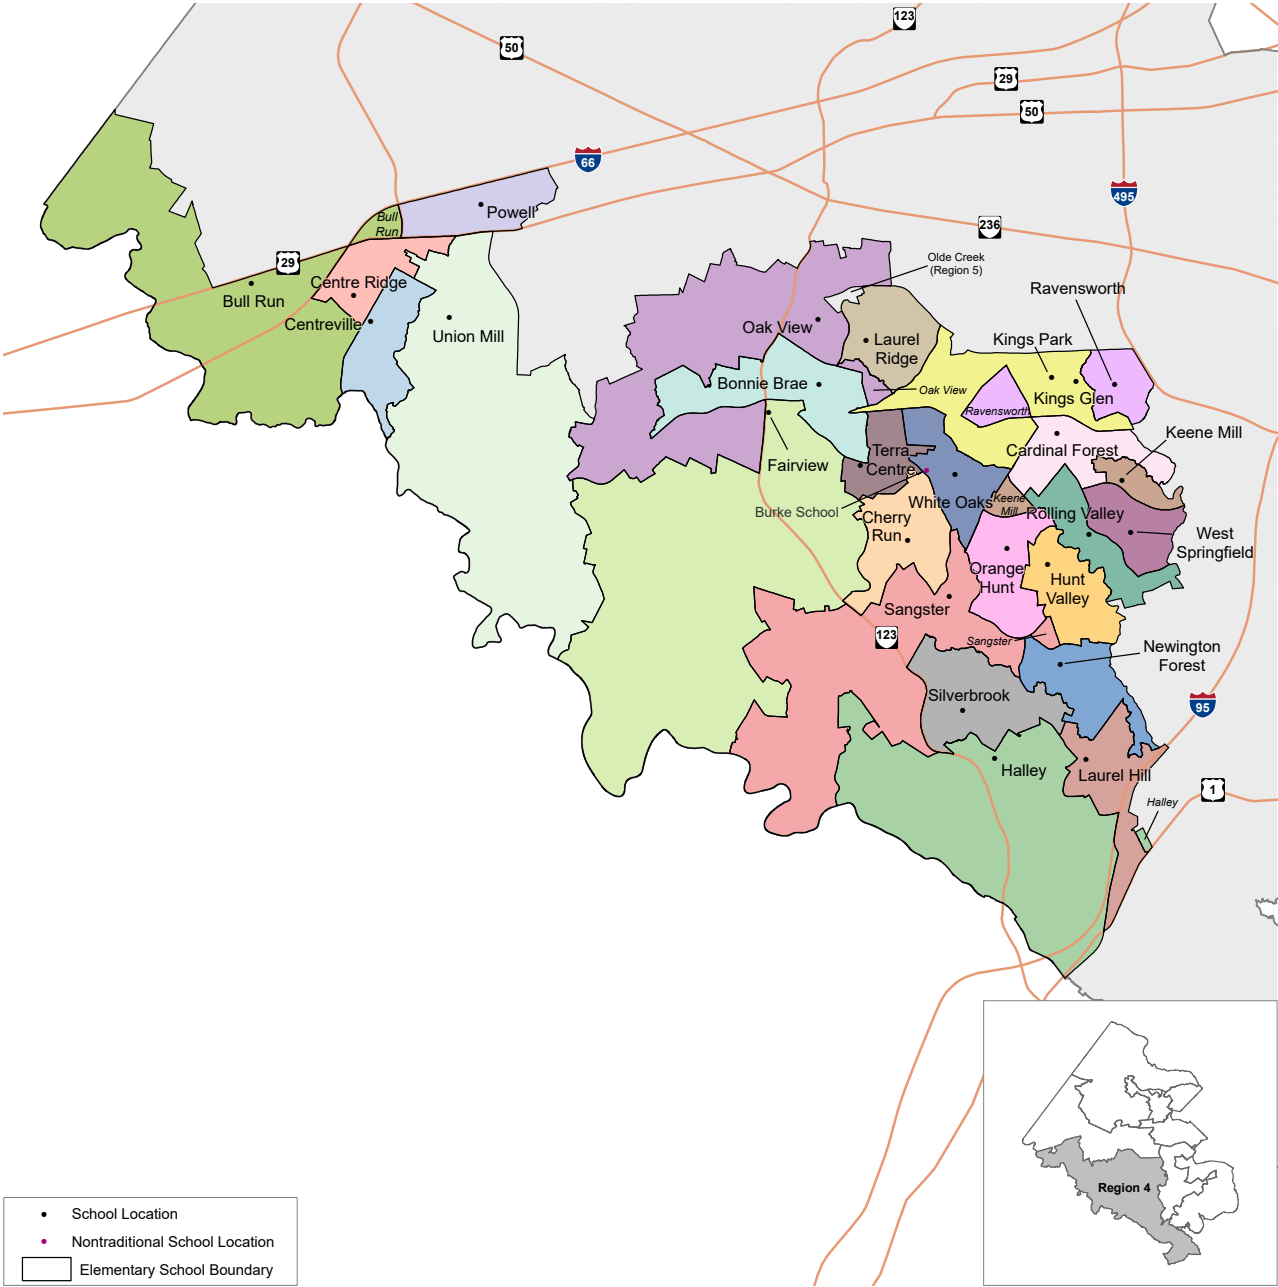 123
50
29
50
66
495
236
Powell
Bull
Run
29
Bull Run
Centre Ridge
Centreville
Union Mill
Olde Creek
(Region 5)
Ravensworth
Oak View
Laurel
Ridge
Kings Park
Bonnie Brae
Oak View
Kings Glen
Ravensworth
Fairview
Terra
Centre
Cardinal Forest
Keene Mill
Burke School
White Oaks
Keene
Mill
Rolling Valley
Cherry
Run
West
Springfield
Orange
Hunt
Hunt
Valley
Sangster
Sangster
123
Newington
Forest
Silverbrook
95
Halley
Laurel Hill
1
Halley
Region 4
School Location
Nontraditional School Location
Elementary School Boundary